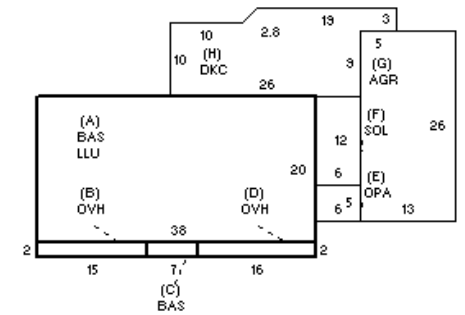 19 3
10 2.8 5
10 (H) 9 (G)
DKC AGR
26
(A) (F) 26
BAS 12 SOL
LLU
20 6 (E)
(B) (D) OPA
OVH OVH 6 5 13
38
2 2
15 7 16
(C)
BAS